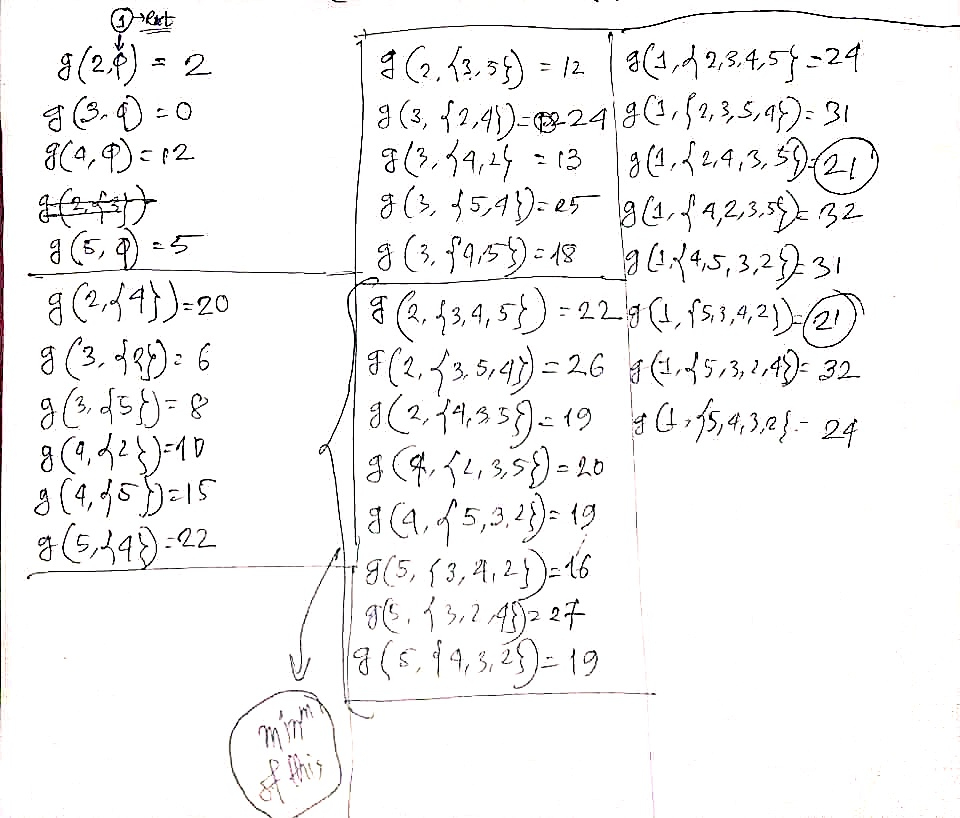 ① → Rest
g(2,φ) = 2
g(3,φ) = 0
g(4,φ) = 12
g(2,{3})
g(5,φ) = 5
g(2,{4}) = 20
g(3,{2}) = 6
g(3,{5}) = 8
g(4,{2}) = 10
g(4,{5}) = 15
g(5,{4}) = 22
g(2,{3,5}) = 12
g(3,{2,4}) = 24
g(3,{4,2} = 13
g(3,{5,4}) = 25
g(3,{4,5}) = 18
g(2,{3,4,5}) = 22
g(2,{3,5,4}) = 26
g(2,{4,3,5}) = 19
g(4,{2,3,5}) = 20
g(4,{5,3,2}) = 19
g(5,{3,4,2}) = 16
g(5,{3,2,4}) = 27
g(5,{4,3,2}) = 19
minm
of this
g(1,{2,3,4,5} = 24
g(1,{2,3,5,4}) = 31
g(1,{2,4,3,5}) = 21
g(1,{4,2,3,5}) = 32
g(1,{4,5,3,2}) = 31
g(1,{5,3,4,2}) = 21
g(1,{5,3,2,4}) = 32
g(1,{5,4,3,2} = 24